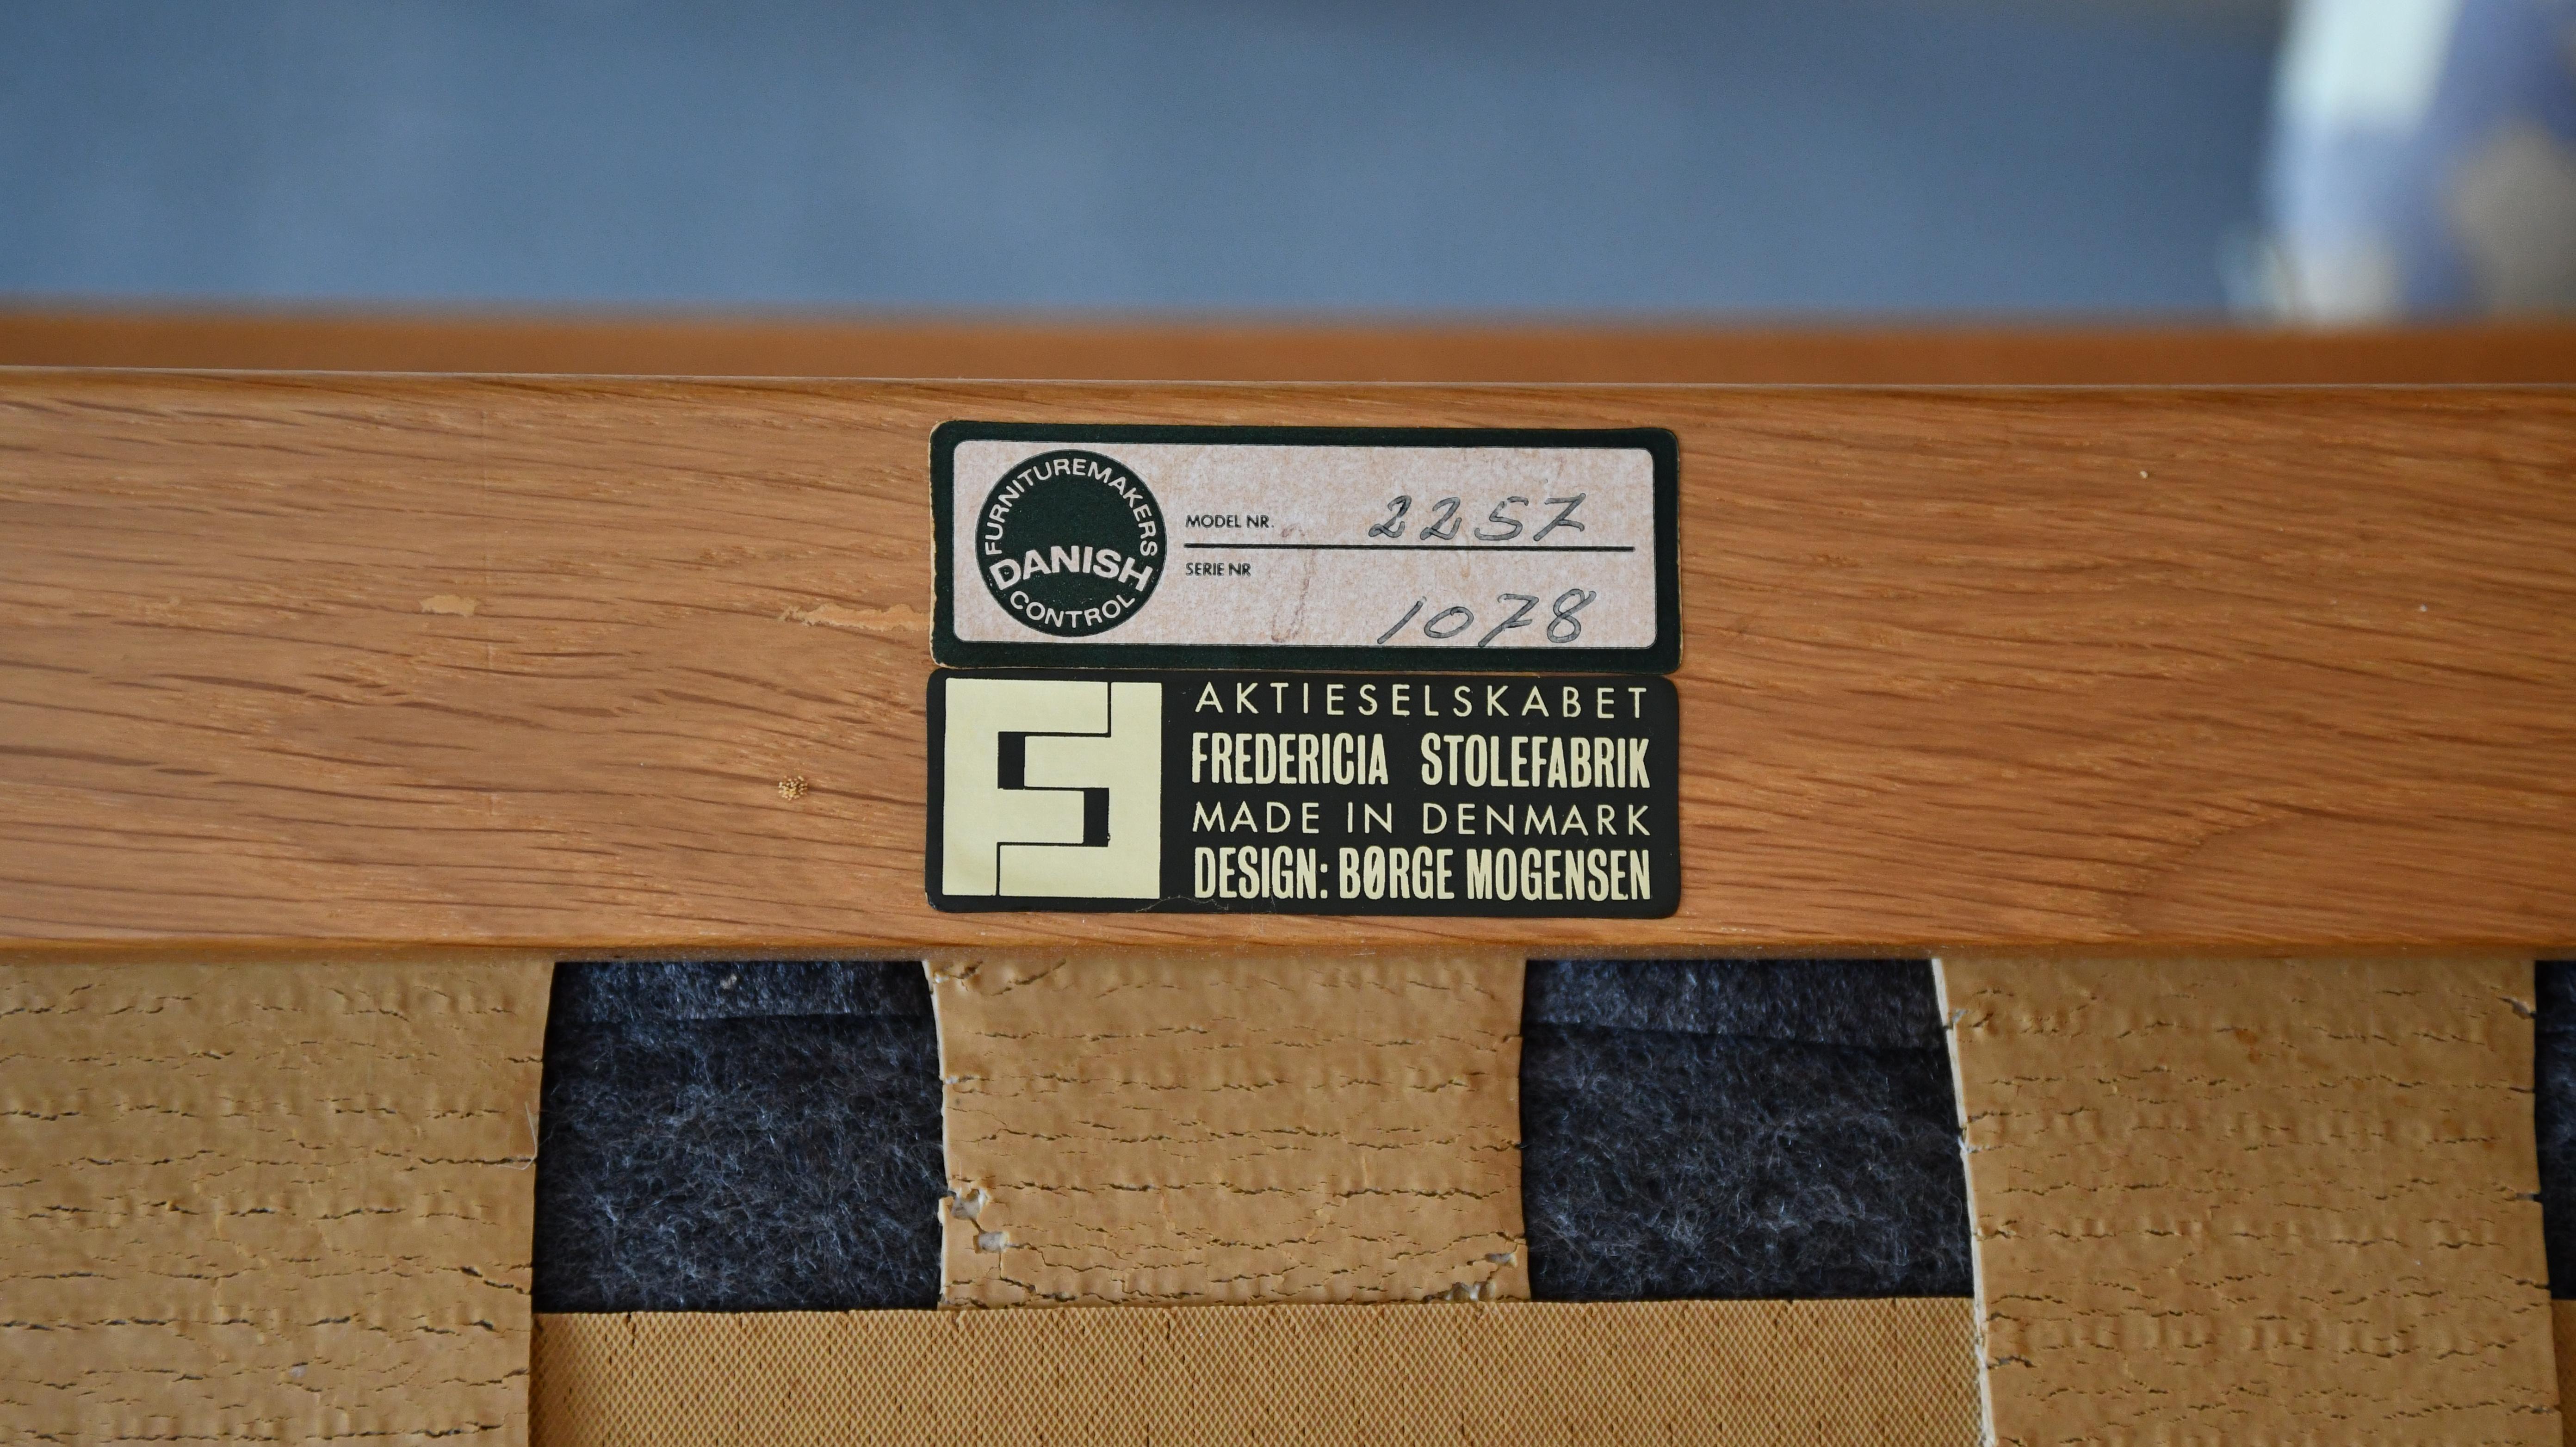 FURNITUREMAKERS
DANISH
CONTROL
MODEL NR. 2257
SERIE NR 1078
AKTIESELSKABET
FREDERICIA STOLEFABRIK
MADE IN DENMARK
DESIGN: BØRGE MOGENSEN